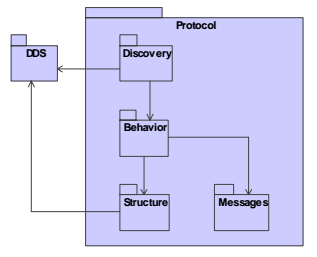 Protocol
DDS
Discovery
Behavior
Structure
Messages